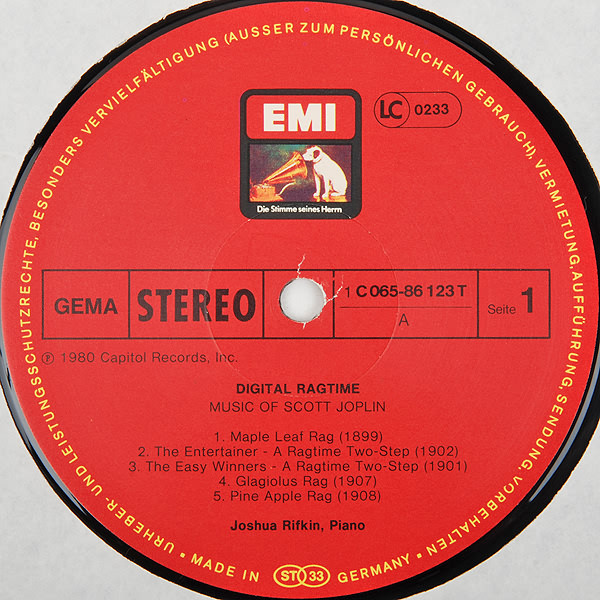 URHEBER- UND LEISTUNGSSCHUTZRECHTE, BESONDERS VERVIELFÄLTIGUNG (AUSSER ZUM PERSÖNLICHEN GEBRAUCH), VERMIETUNG, AUFFÜHRUNG, SENDUNG, VORBEHALTEN •
EMI
LC 0233
Die Stimme seines Herrn
GEMA STEREO 1 C 065-86 123 T Seite 1
A
Ⓟ 1980 Capitol Records, Inc.
DIGITAL RAGTIME
MUSIC OF SCOTT JOPLIN
1. Maple Leaf Rag (1899)
2. The Entertainer - A Ragtime Two-Step (1902)
3. The Easy Winners - A Ragtime Two-Step (1901)
4. Glagiolus Rag (1907)
5. Pine Apple Rag (1908)
Joshua Rifkin, Piano
• MADE IN ST 33 GERMANY •